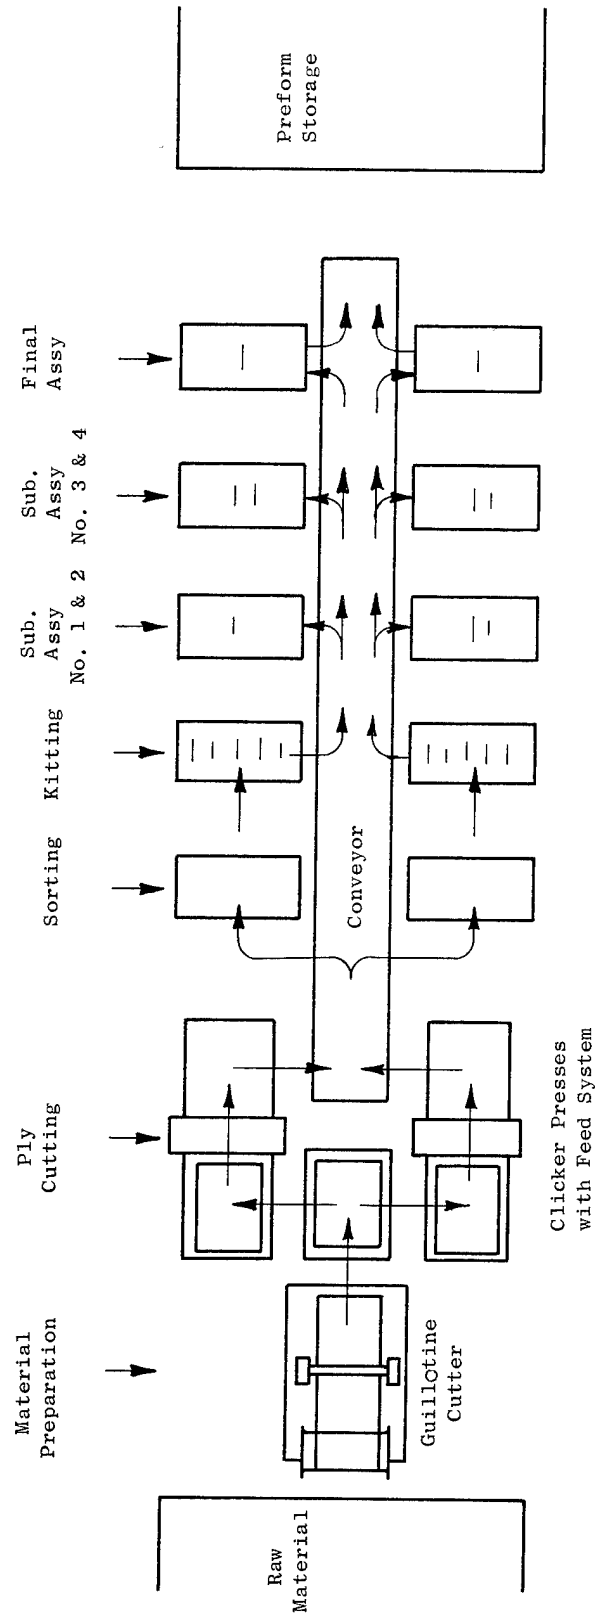 Material
Preparation
Ply
Cutting
Sorting
Kitting
Sub.
Assy
No. 1 & 2
Sub.
Assy
No. 3 & 4
Final
Assy
Raw
Material
Guillotine
Cutter
Clicker Presses
with Feed System
Conveyor
Preform
Storage